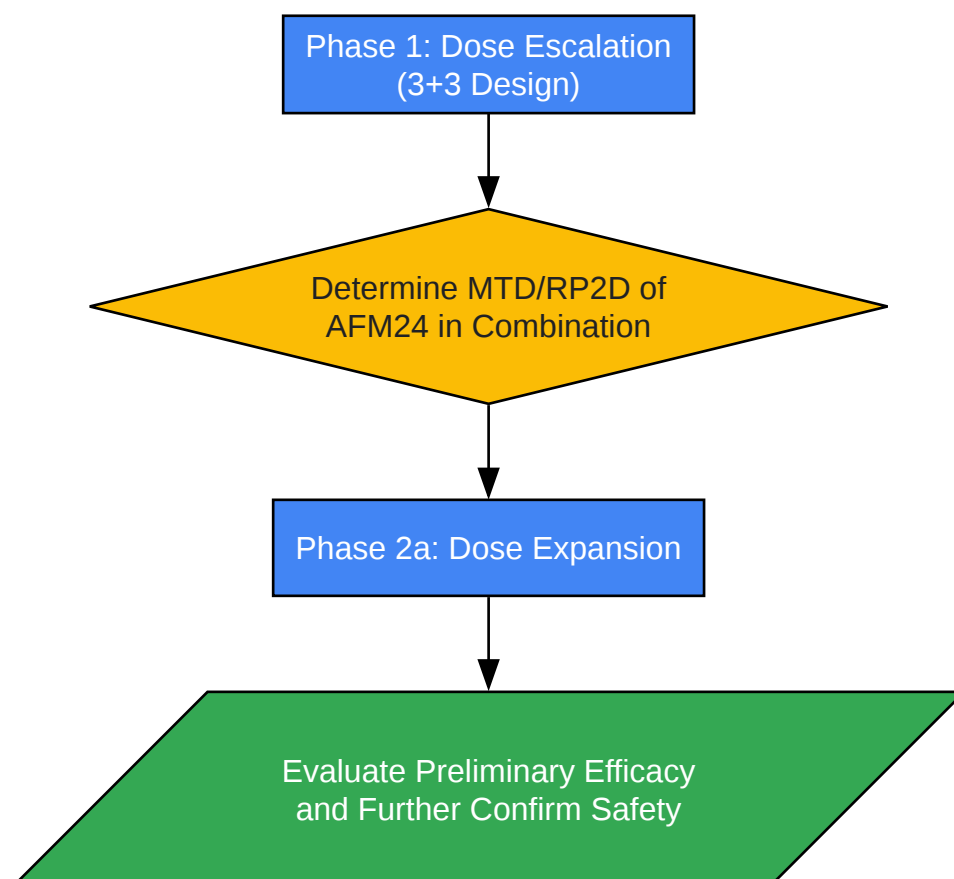 Phase 1: Dose Escalation
(3+3 Design)
Determine MTD/RP2D of
AFM24 in Combination
Phase 2a: Dose Expansion
Evaluate Preliminary Efficacy
and Further Confirm Safety